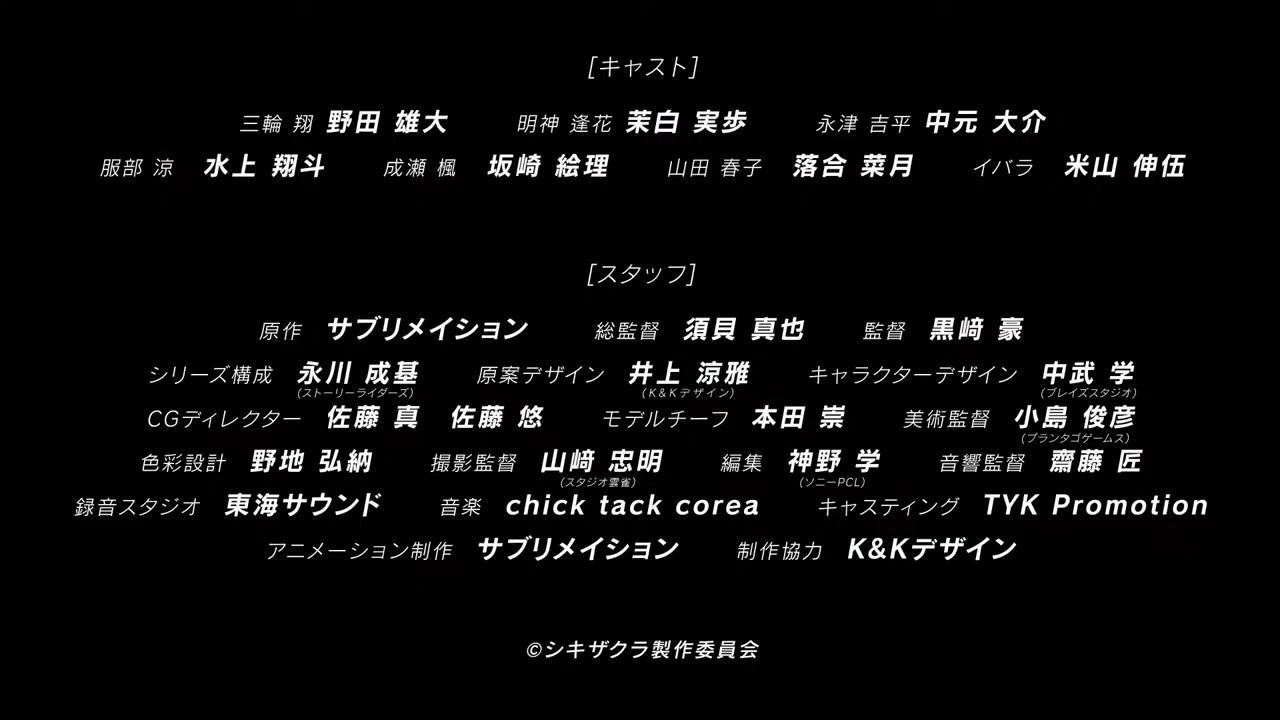 [キャスト]
三輪 翔 野田 雄大 明神 逢花 茉白 実歩 永津 吉平 中元 大介
服部 涼 水上 翔斗 成瀬 楓 坂崎 絵理 山田 春子 落合 菜月 イバラ 米山 伸伍
[スタッフ]
原作 サブリメイション 総監督 須貝 真也 監督 黒﨑 豪
シリーズ構成 永川 成基 原案デザイン 井上 涼雅 キャラクターデザイン 中武 学
(ストーリーライダーズ) (K&Kデザイン) (ブレイズスタジオ)
CGディレクター 佐藤 真 佐藤 悠 モデルチーフ 本田 崇 美術監督 小島 俊彦
(プランタゴゲームス)
色彩設計 野地 弘納 撮影監督 山﨑 忠明 編集 神野 学 音響監督 齋藤 匠
(スタジオ雲雀) (ソニーPCL)
録音スタジオ 東海サウンド 音楽 chick tack corea キャスティング TYK Promotion
アニメーション制作 サブリメイション 制作協力 K&Kデザイン
©シキザクラ製作委員会